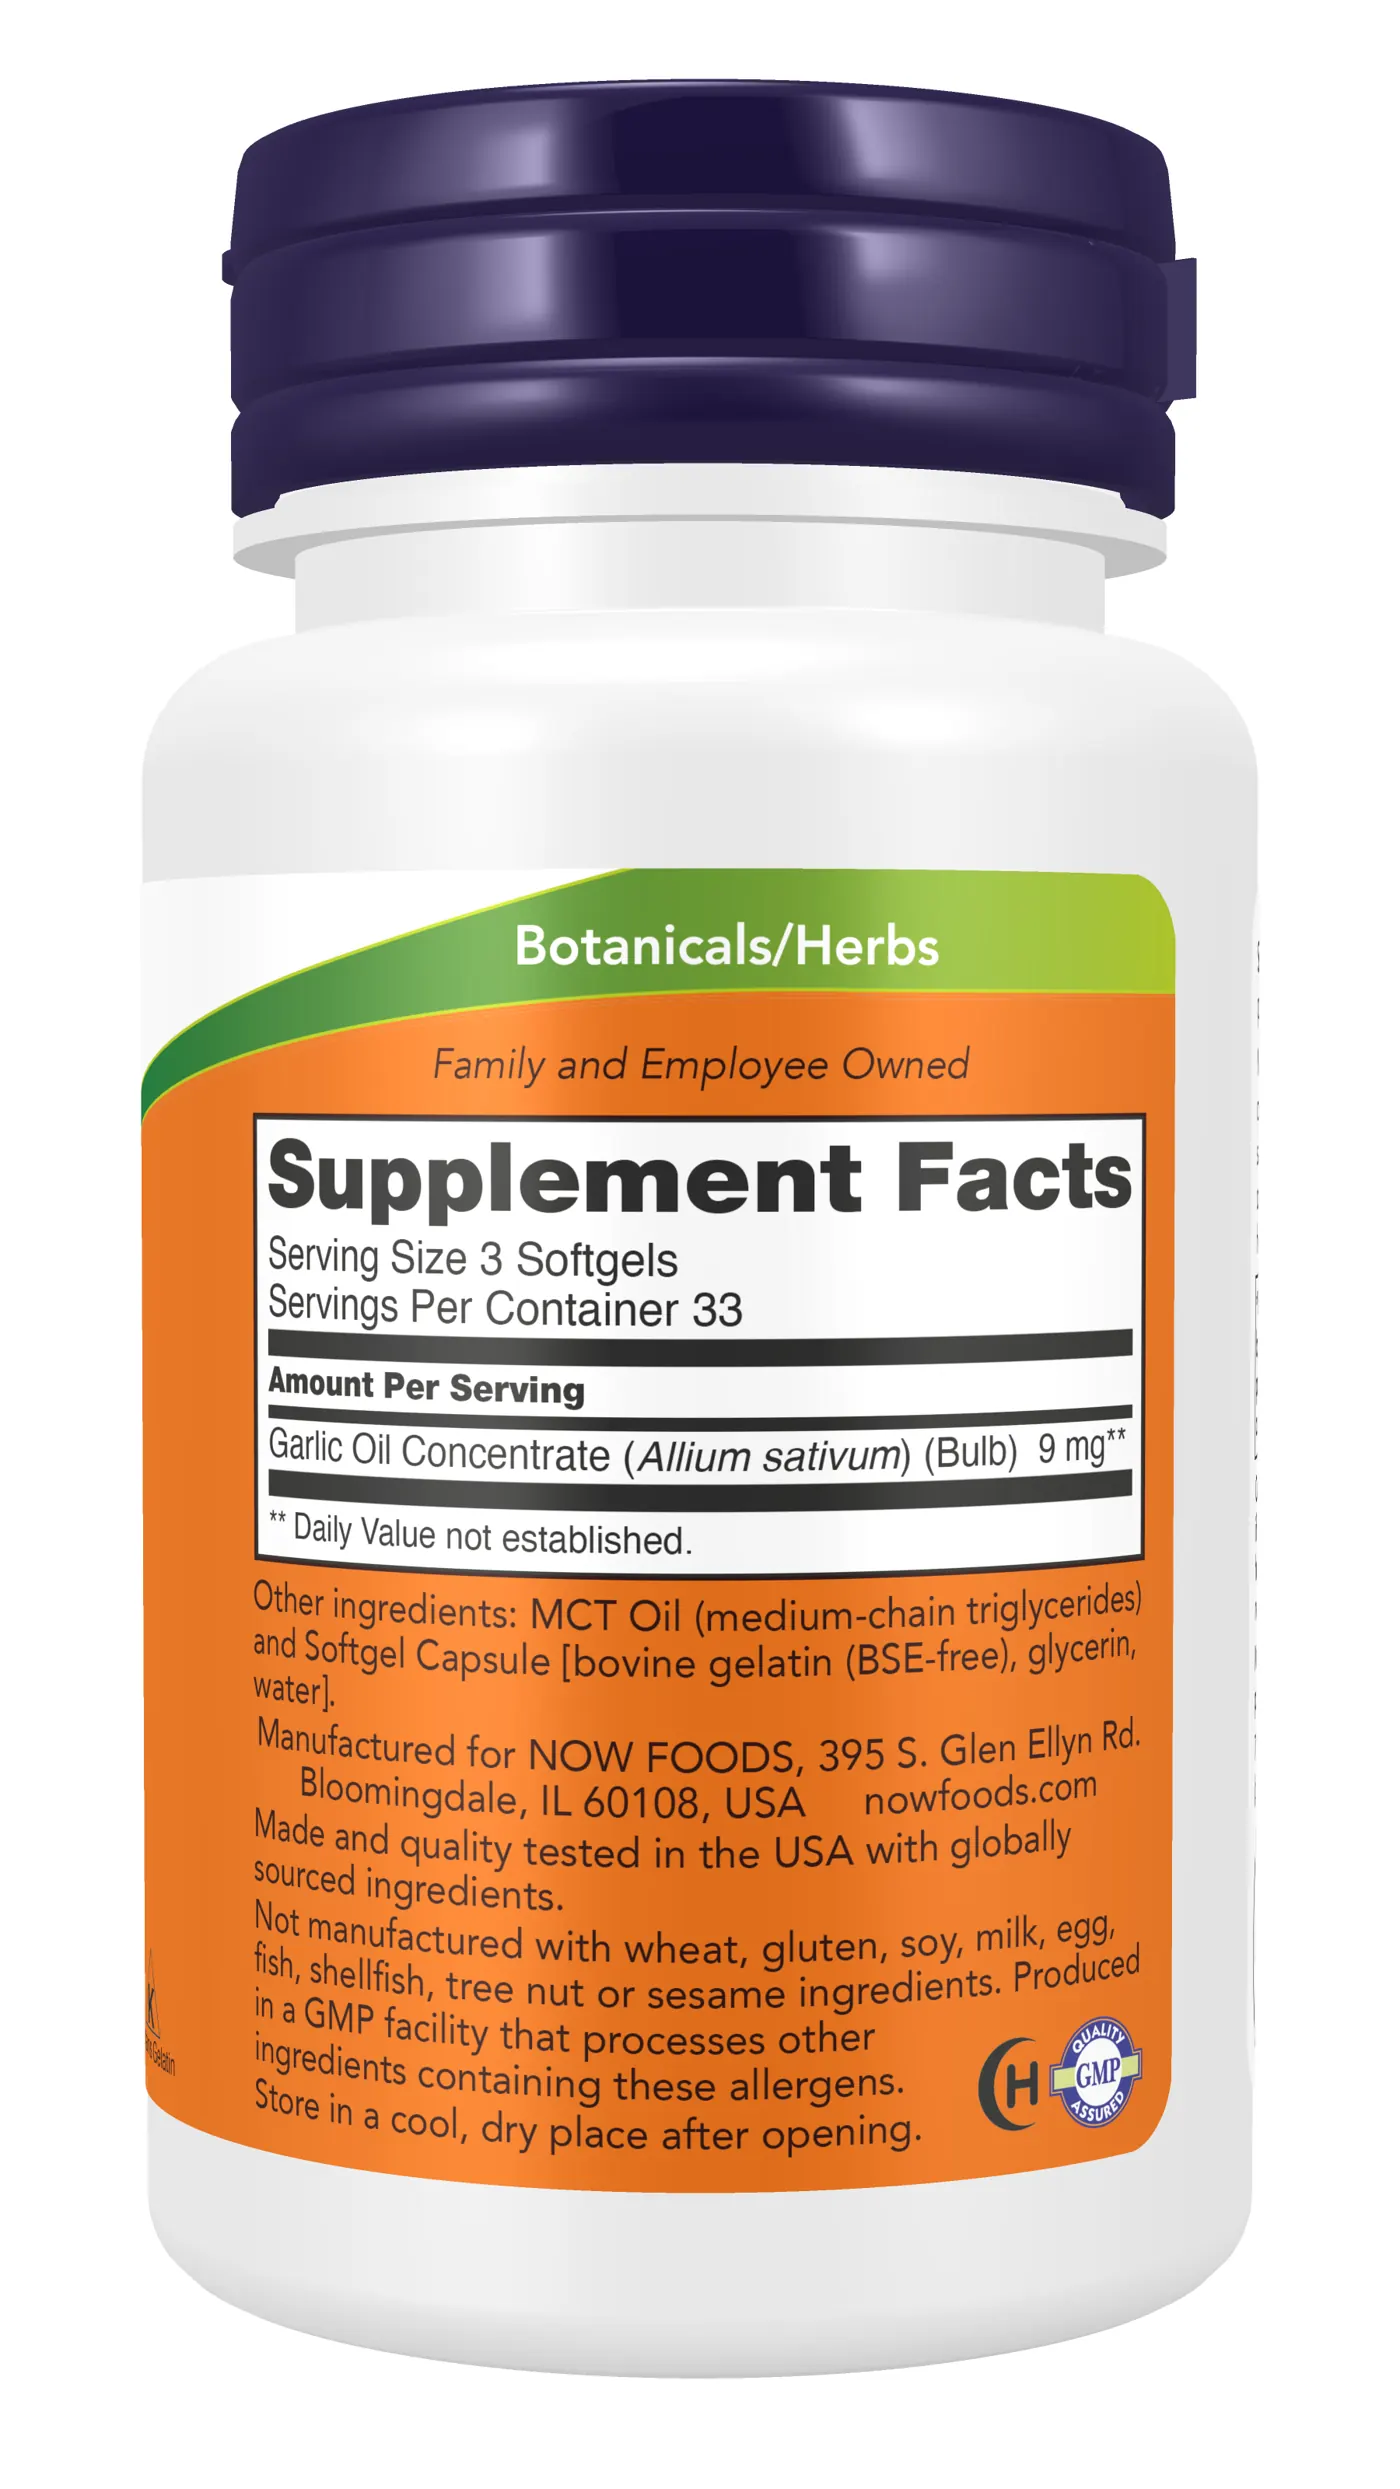 Botanicals/Herbs
Family and Employee Owned
Supplement Facts
Serving Size 3 Softgels
Servings Per Container 33
Amount Per Serving
Garlic Oil Concentrate (Allium sativum) (Bulb) 9 mg**
** Daily Value not established.
Other ingredients: MCT Oil (medium-chain triglycerides)
and Softgel Capsule [bovine gelatin (BSE-free), glycerin,
water].
Manufactured for NOW FOODS, 395 S. Glen Ellyn Rd.
Bloomingdale, IL 60108, USA nowfoods.com
Made and quality tested in the USA with globally
sourced ingredients.
Not manufactured with wheat, gluten, soy, milk, egg,
fish, shellfish, tree nut or sesame ingredients. Produced
in a GMP facility that processes other
ingredients containing these allergens.
Store in a cool, dry place after opening.
K
Gelatin
H
QUALITY
GMP
ASSURED